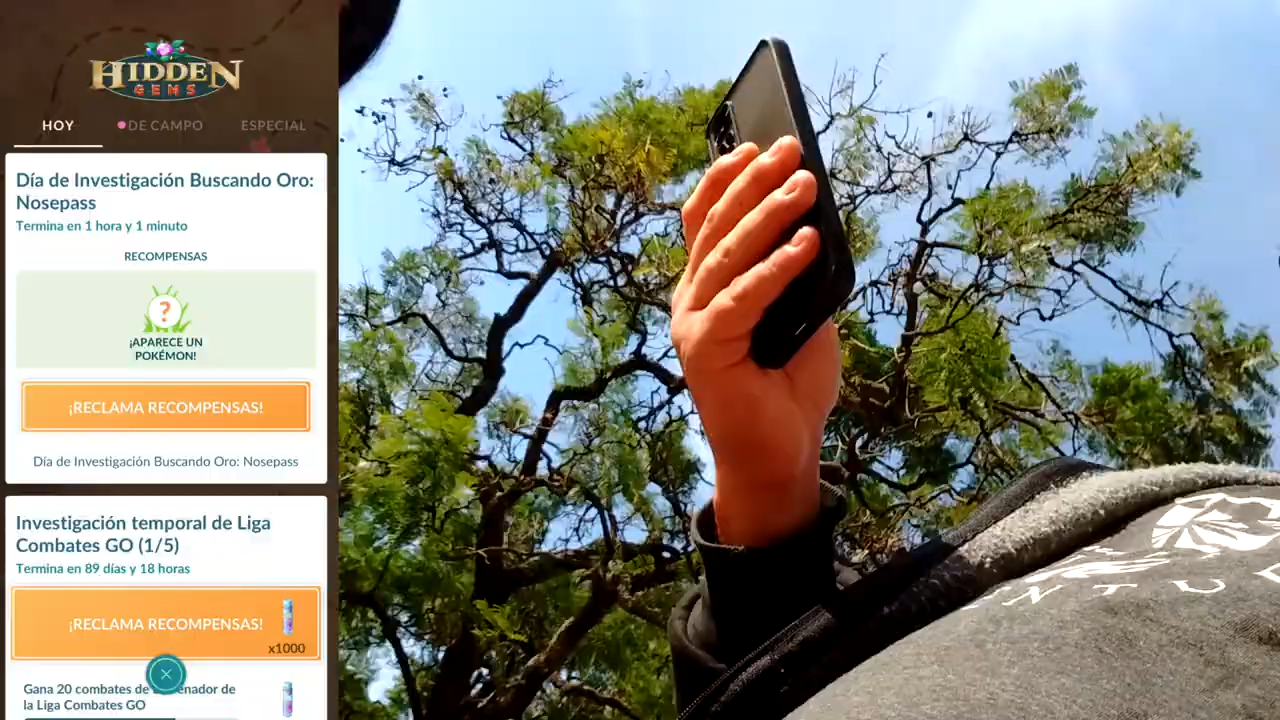 HIDDEN
GEMS
HOY
DE CAMPO
ESPECIAL
Día de Investigación Buscando Oro:
Nosepass
Termina en 1 hora y 1 minuto
RECOMPENSAS
?
¡APARECE UN
POKÉMON!
¡RECLAMA RECOMPENSAS!
Día de Investigación Buscando Oro: Nosepass
Investigación temporal de Liga
Combates GO (1/5)
Termina en 89 días y 18 horas
¡RECLAMA RECOMPENSAS!
x1000
Gana 20 combates de
la Liga Combates GO